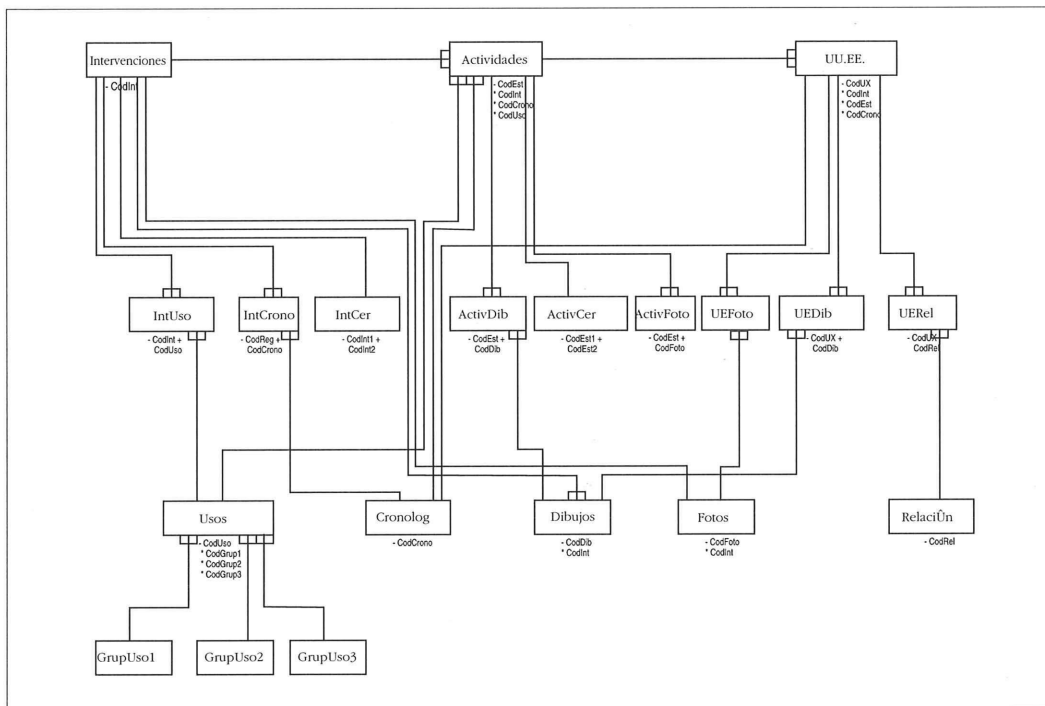 Intervenciones
- CodInt
Actividades
- CodEst
* CodInt
* CodCrono
* CodUso
UU.EE.
- CodUX
* CodInt
* CodEst
* CodCrono
IntUso
- CodInt +
CodUso
IntCrono
- CodReg +
CodCrono
IntCer
- CodInt1 +
CodInt2
ActivDib
- CodEst +
CodDib
ActivCer
- CodEst1 +
CodEst2
ActivFoto
- CodEst +
CodFoto
UEFoto
UEDib
- CodUX +
CodDib
UERel
- CodUX
CodRel
Usos
- CodUso
* CodGrup1
* CodGrup2
* CodGrup3
Cronolog
- CodCrono
Dibujos
- CodDib
* CodInt
Fotos
- CodFoto
* CodInt
RelaciÛn
- CodRel
GrupUso1
GrupUso2
GrupUso3